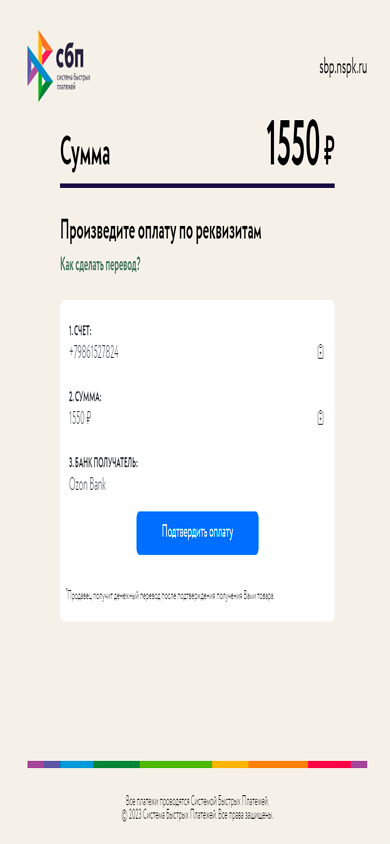 сбп
система быстрых
платежей
sbp.nspk.ru
Сумма
1550 ₽
Произведите оплату по реквизитам
Как сделать перевод?
1. СЧЕТ:
+79861527824
2. СУММА:
1550 ₽
3. БАНК ПОЛУЧАТЕЛЬ:
Ozon Bank
Подтвердить оплату
*Продавец получит денежный перевод после подтверждения получения Вами товара.
Все платежи проводятся Системой Быстрых Платежей.
© 2023 Система Быстрых Платежей. Все права защищены.